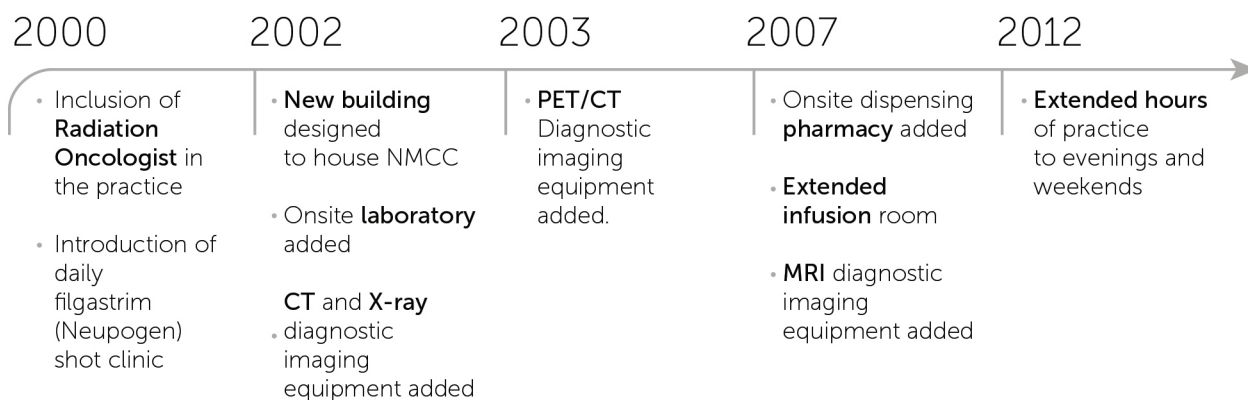 2000
Inclusion of
Radiation
Oncologist in
the practice
Introduction of
daily
filgastrim
(Neupogen)
shot clinic
2002
New building
designed
to house NMCC
Onsite laboratory
added
CT and X-ray
diagnostic
imaging
equipment added
2003
PET/CT
Diagnostic
imaging
equipment
added.
2007
Onsite dispensing
pharmacy added
Extended
infusion room
MRI diagnostic
imaging
equipment added
2012
Extended hours
of practice
to evenings and
weekends